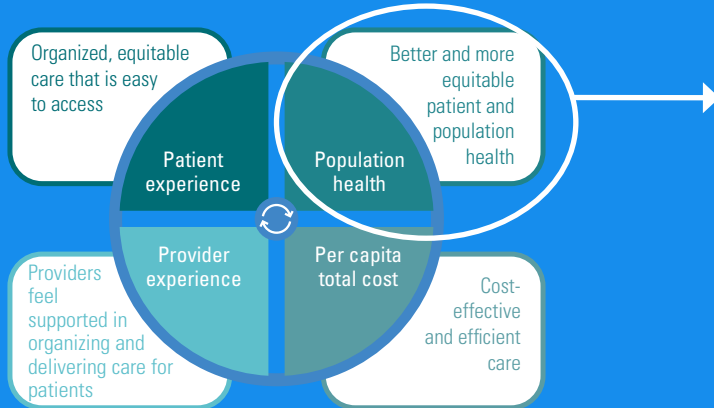 Organized, equitable
care that is easy
to access
Better and more
equitable
patient and
population
health
Patient
experience
Population
health
Provider
experience
Per capita
total cost
Providers
feel
supported in
organizing and
delivering care for
patients
Cost-
effective
and efficient
care